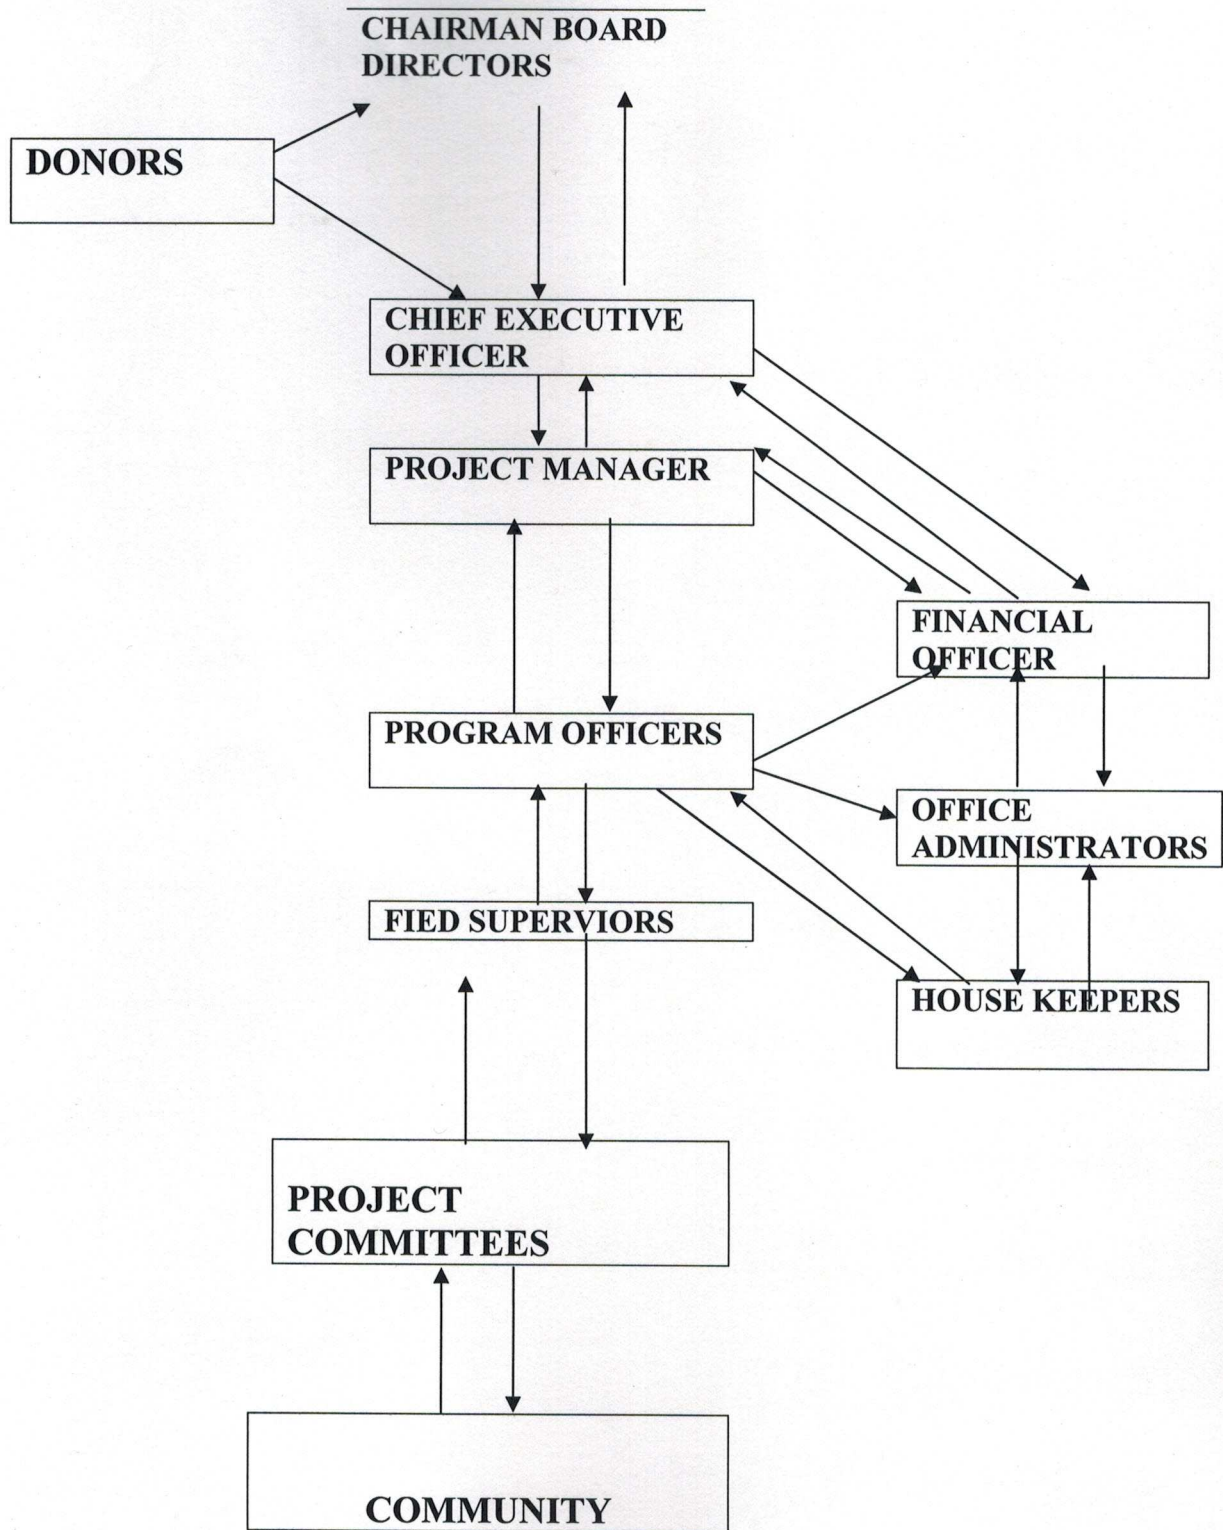 CHAIRMAN BOARD
DIRECTORS
DONORS
CHIEF EXECUTIVE
OFFICER
PROJECT MANAGER
FINANCIAL
OFFICER
PROGRAM OFFICERS
OFFICE
ADMINISTRATORS
FIED SUPERVIORS
HOUSE KEEPERS
PROJECT
COMMITTEES
COMMUNITY